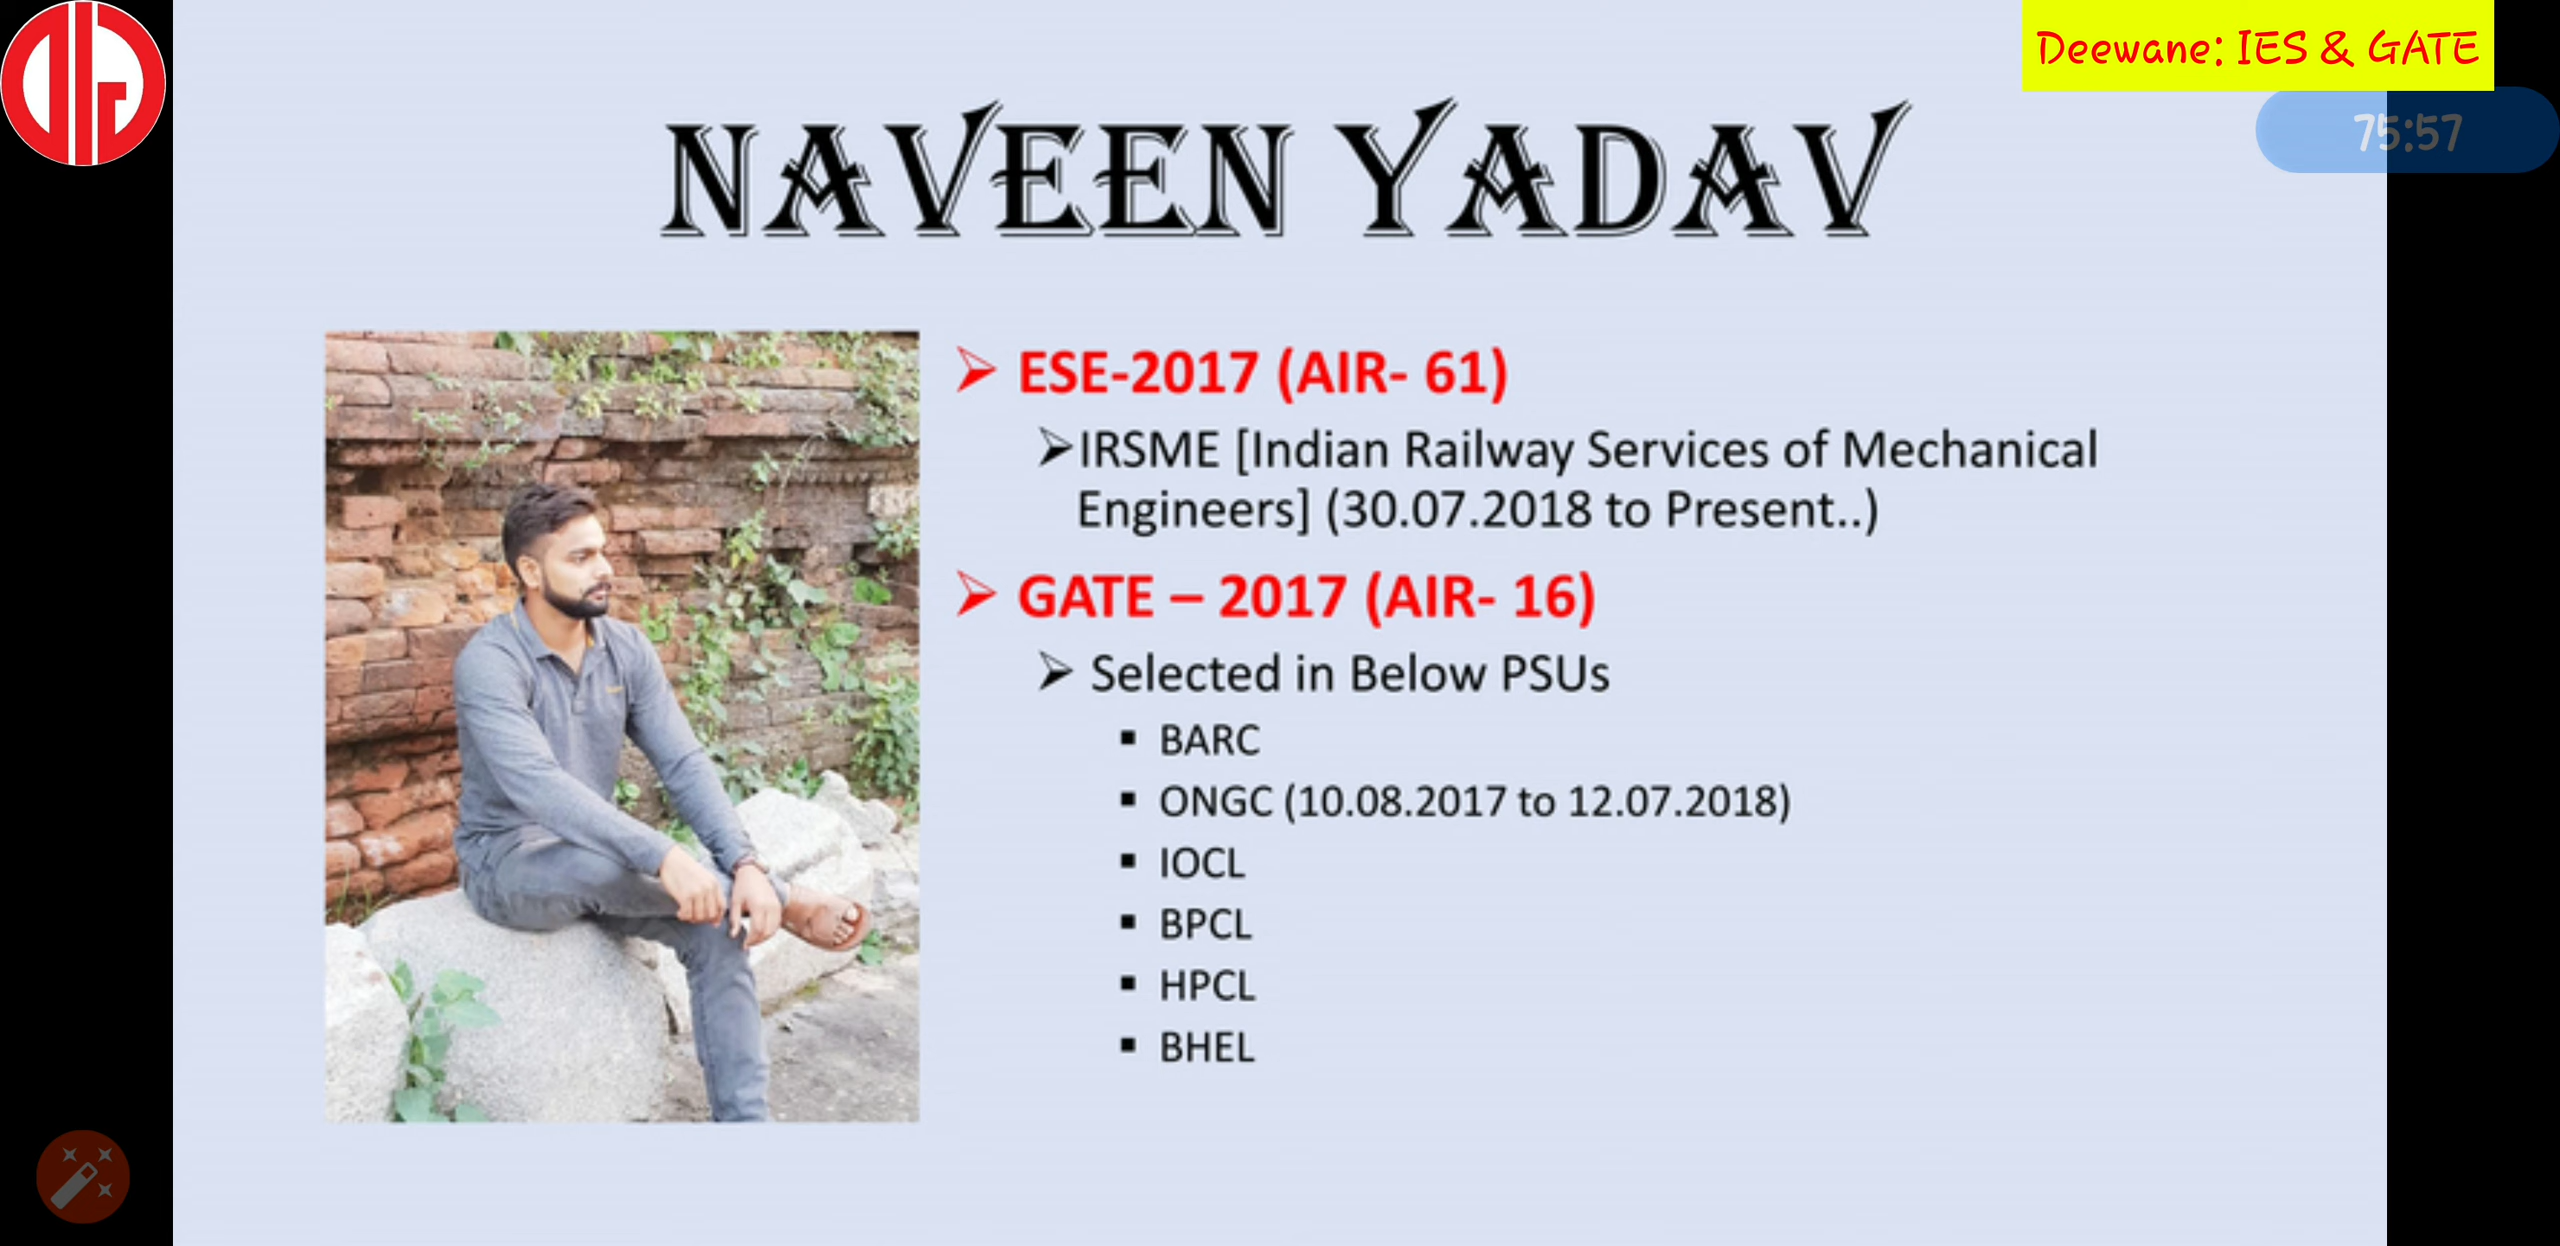 Deewane: IES & GATE
75:57
NAVEEN YADAV
ESE-2017 (AIR- 61)
IRSME [Indian Railway Services of Mechanical
Engineers] (30.07.2018 to Present..)
GATE – 2017 (AIR- 16)
Selected in Below PSUs
BARC
ONGC (10.08.2017 to 12.07.2018)
IOCL
BPCL
HPCL
BHEL